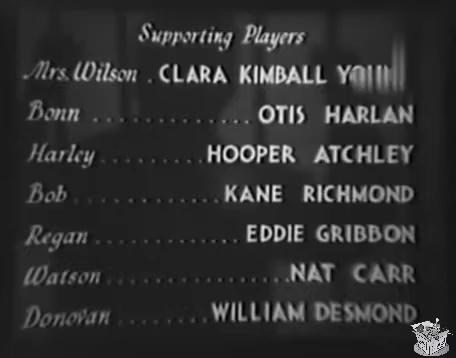 Supporting Players
Mrs. Wilson . CLARA KIMBALL YOUNG
Bonn .............. OTIS HARLAN
Harley ......... HOOPER ATCHLEY
Bob ............. KANE RICHMOND
Regan ............. EDDIE GRIBBON
Watson .................. NAT CARR
Donovan ........ WILLIAM DESMOND